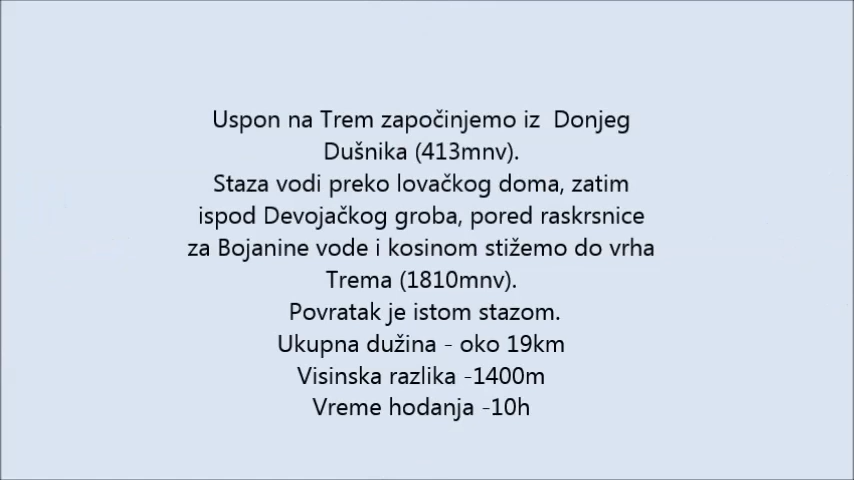 Uspon na Trem započinjemo iz  Donjeg
Dušnika (413mnv).
Staza vodi preko lovačkog doma, zatim
ispod Devojačkog groba, pored raskrsnice
za Bojanine vode i kosinom stižemo do vrha
Trema (1810mnv).
Povratak je istom stazom.
Ukupna dužina - oko 19km
Visinska razlika -1400m
Vreme hodanja -10h